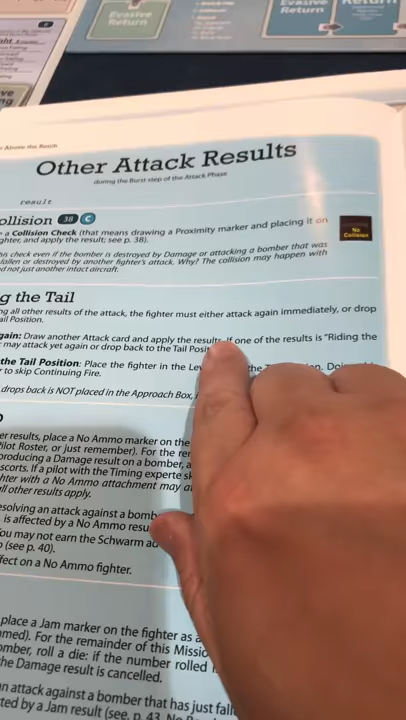 Evasive
Return
Evasive
Return
Above the Reich
Other Attack Results
during the Burst step of the Attack Phase
result
ollision 38 C
e a Collision Check (that means drawing a Proximity marker and placing it on
ghter, and apply the result; see p. 38).
No
Collision
this check even if the bomber is destroyed by Damage or attacking a bomber that was
fallen or destroyed by another fighter's attack. Why? The collision may happen with
d not just another intact aircraft.
g the Tail
ng all other results of the attack, the fighter must either attack again immediately, or drop
ail Position.
gain: Draw another Attack card and apply the results. If one of the results is "Riding the
may attack yet again or drop back to the Tail Posit
the Tail Position: Place the fighter in the Le
to skip Continuing Fire.
drops back is NOT placed in the Approach Box,
O
er results, place a No Ammo marker on the
Pilot Roster, or just remember). For the re
producing a Damage result on a bomber, a
scorts. If a pilot with the Timing experte sk
hter with a No Ammo attachment may a
ll other results apply.
esolving an attack against a bomb
is affected by a No Ammo resu
You may not earn the Schwarm a
o (see p. 40).
ffect on a No Ammo fighter.
place a Jam marker on the fighter as a
med). For the remainder of this Missio
omber, roll a die: if the number rolled
he Damage result is cancelled.
n attack against a bomber that has just fall
ted by a Jam result (see p. 43